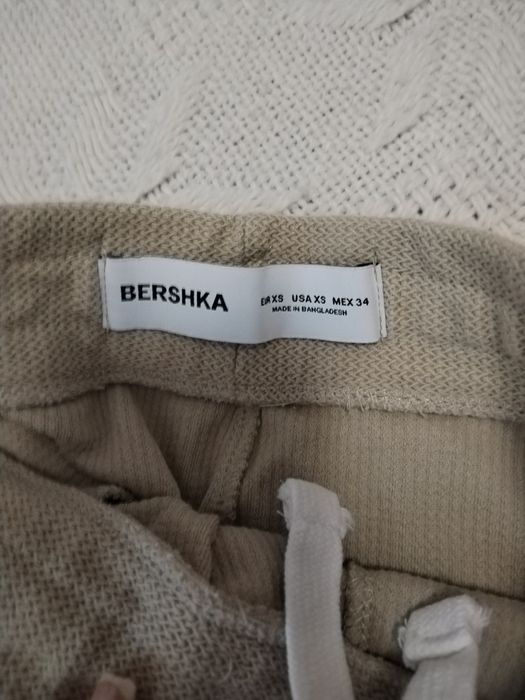 BERSHKA
EUR XS USA XS MEX 34
MADE IN BANGLADESH